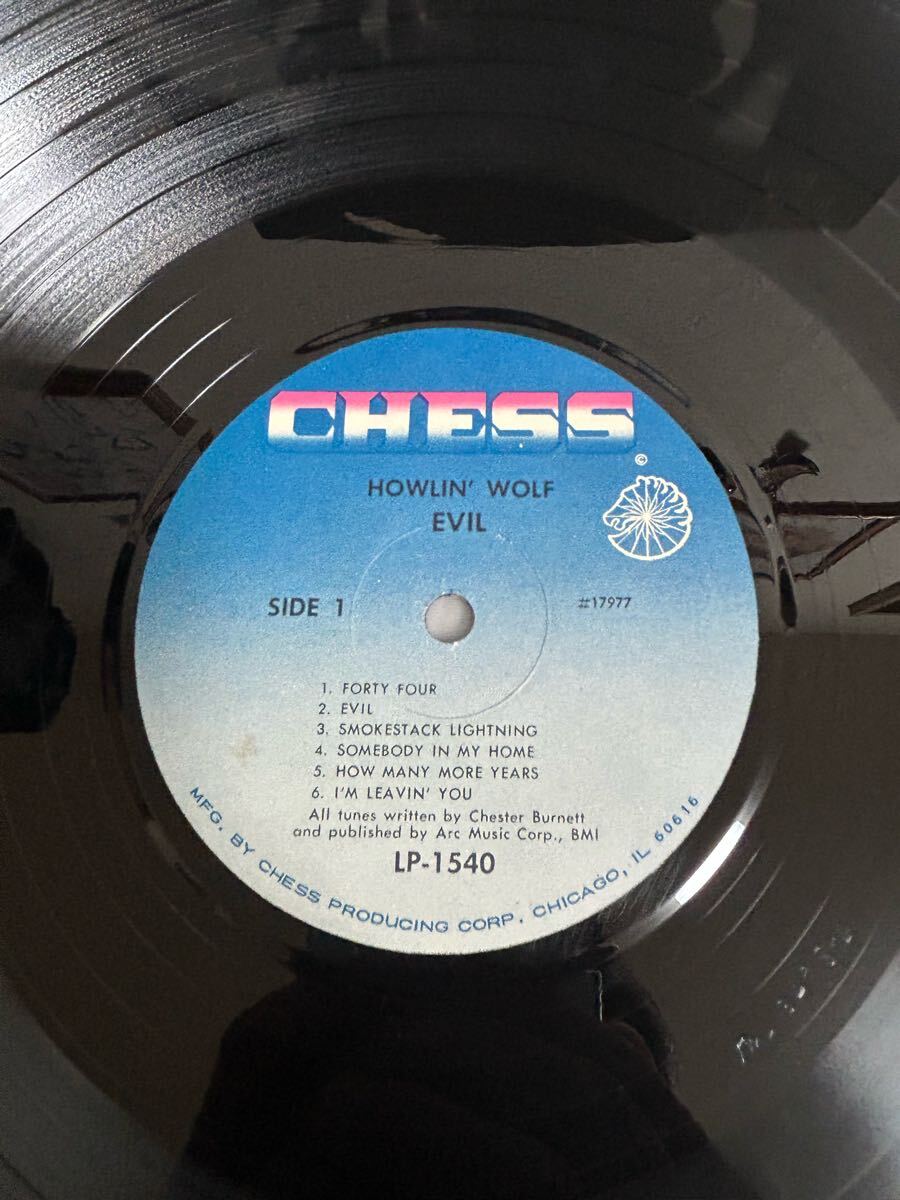 CHESS
©
HOWLIN' WOLF
EVIL
SIDE 1
#17977
1. FORTY FOUR
2. EVIL
3. SMOKESTACK LIGHTNING
4. SOMEBODY IN MY HOME
5. HOW MANY MORE YEARS
6. I'M LEAVIN' YOU
All tunes written by Chester Burnett
and published by Arc Music Corp., BMI
LP-1540
MFG. BY CHESS PRODUCING CORP. CHICAGO, IL 60616